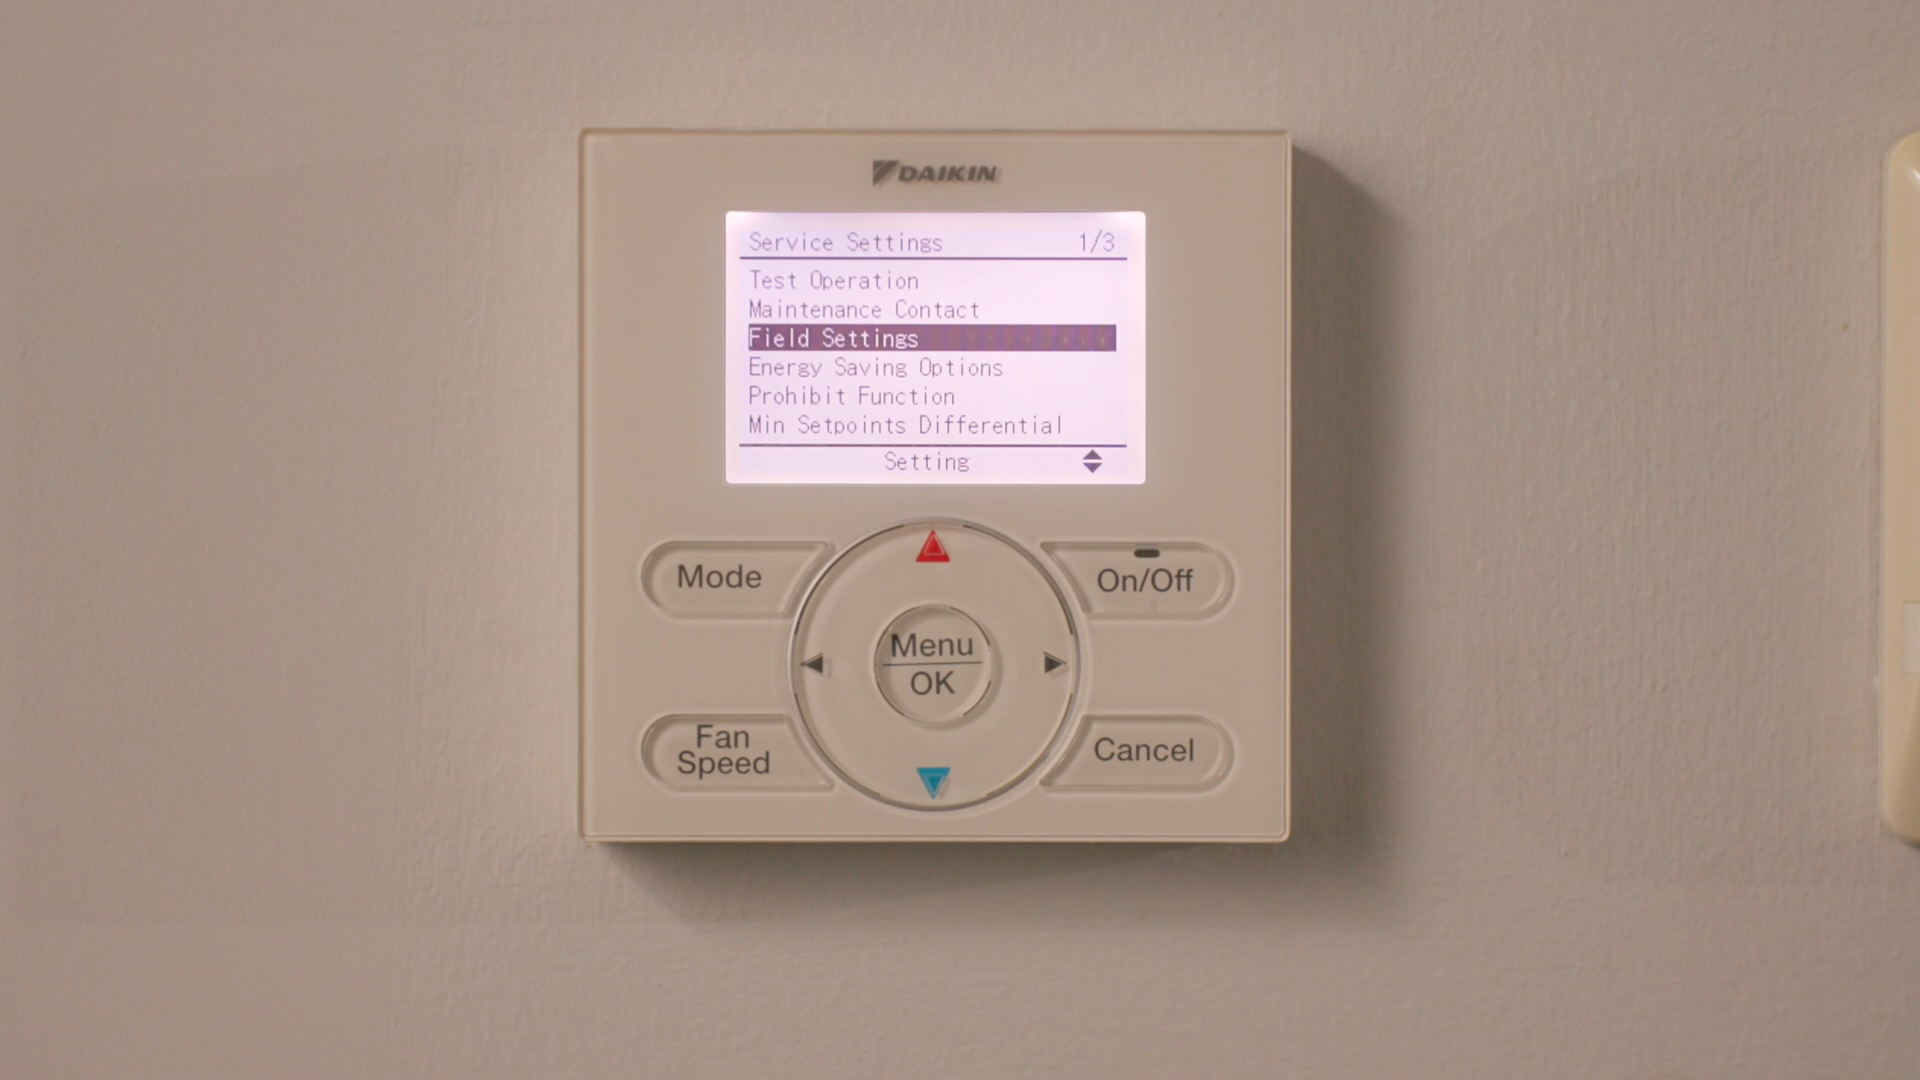 DAIKIN
Service Settings 1/3
Test Operation
Maintenance Contact
Field Settings
Energy Saving Options
Prohibit Function
Min Setpoints Differential
Setting
Mode
On/Off
Menu
OK
Fan
Speed
Cancel